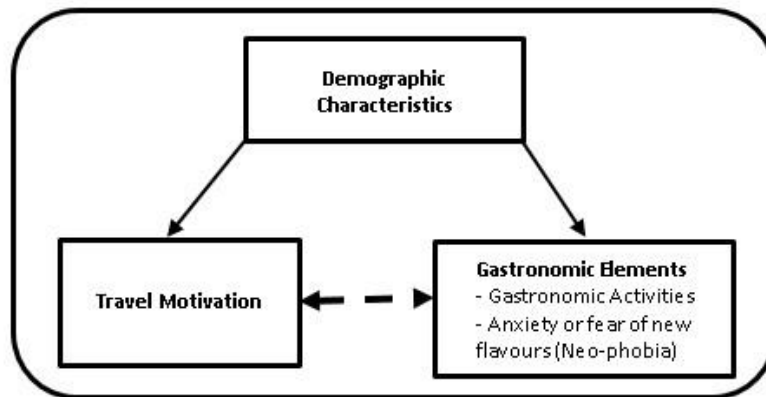 Demographic
Characteristics
Travel Motivation
Gastronomic Elements
- Gastronomic Activities
- Anxiety or fear of new
flavours (Neo-phobia)